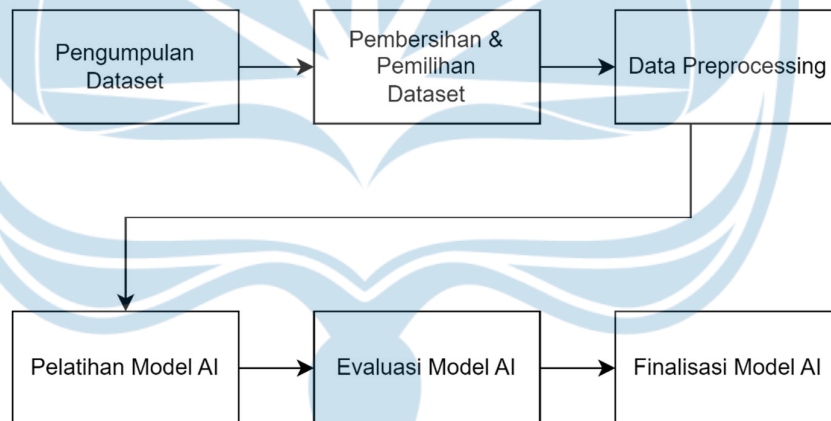 Pengumpulan
Dataset
Pembersihan &
Pemilihan
Dataset
Data Preprocessing
Pelatihan Model AI
Evaluasi Model AI
Finalisasi Model AI